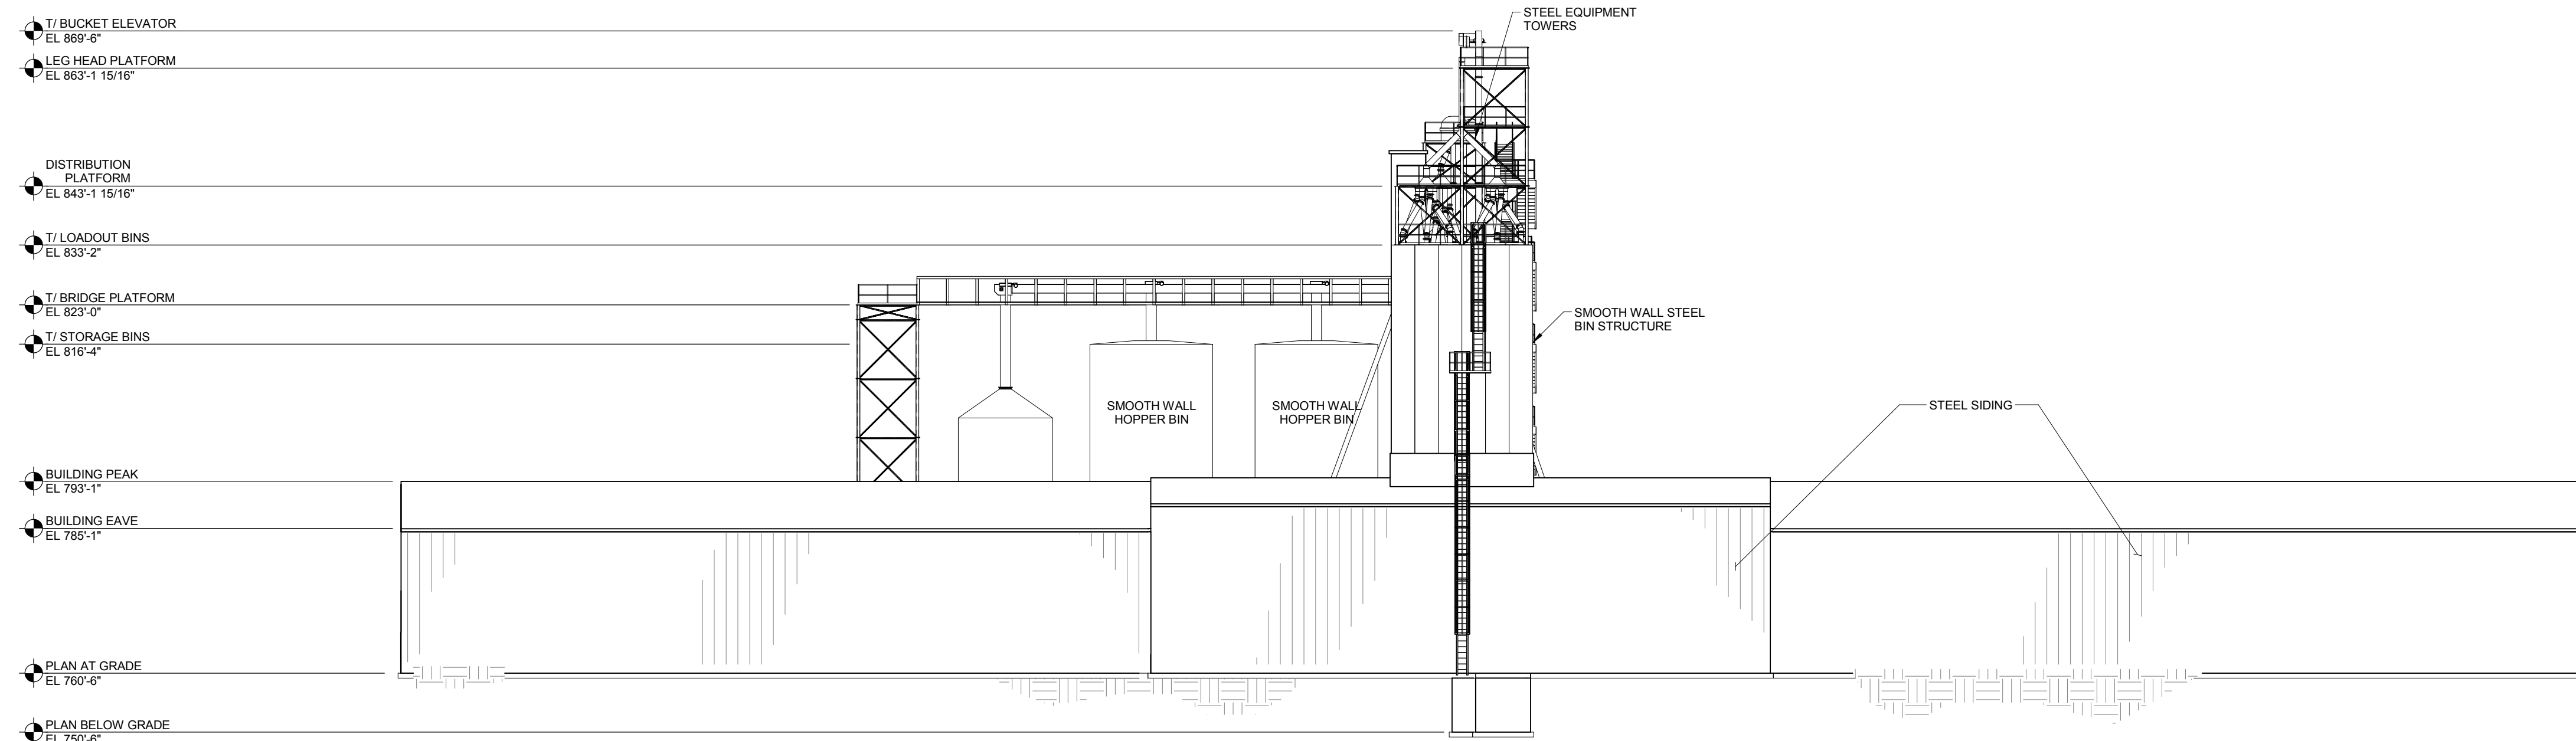 T/ BUCKET ELEVATOR
EL 869'-6"
LEG HEAD PLATFORM
EL 863'-1 15/16"
DISTRIBUTION
PLATFORM
EL 843'-1 15/16"
T/ LOADOUT BINS
EL 833'-2"
T/ BRIDGE PLATFORM
EL 823'-0"
T/ STORAGE BINS
EL 816'-4"
BUILDING PEAK
EL 793'-1"
BUILDING EAVE
EL 785'-1"
PLAN AT GRADE
EL 760'-6"
PLAN BELOW GRADE
EL 750'-6"
STEEL EQUIPMENT
TOWERS
SMOOTH WALL STEEL
BIN STRUCTURE
SMOOTH WALL
HOPPER BIN
SMOOTH WALL
HOPPER BIN
STEEL SIDING